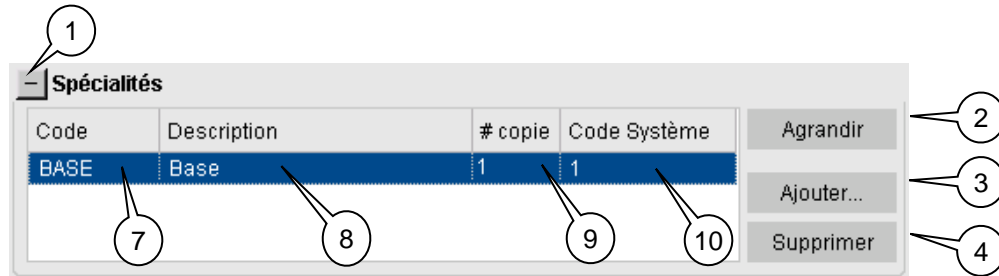 1
− Spécialités
Code Description # copie Code Système Agrandir 2
BASE Base 1 1
Ajouter... 3
7 8 9 10
Supprimer 4